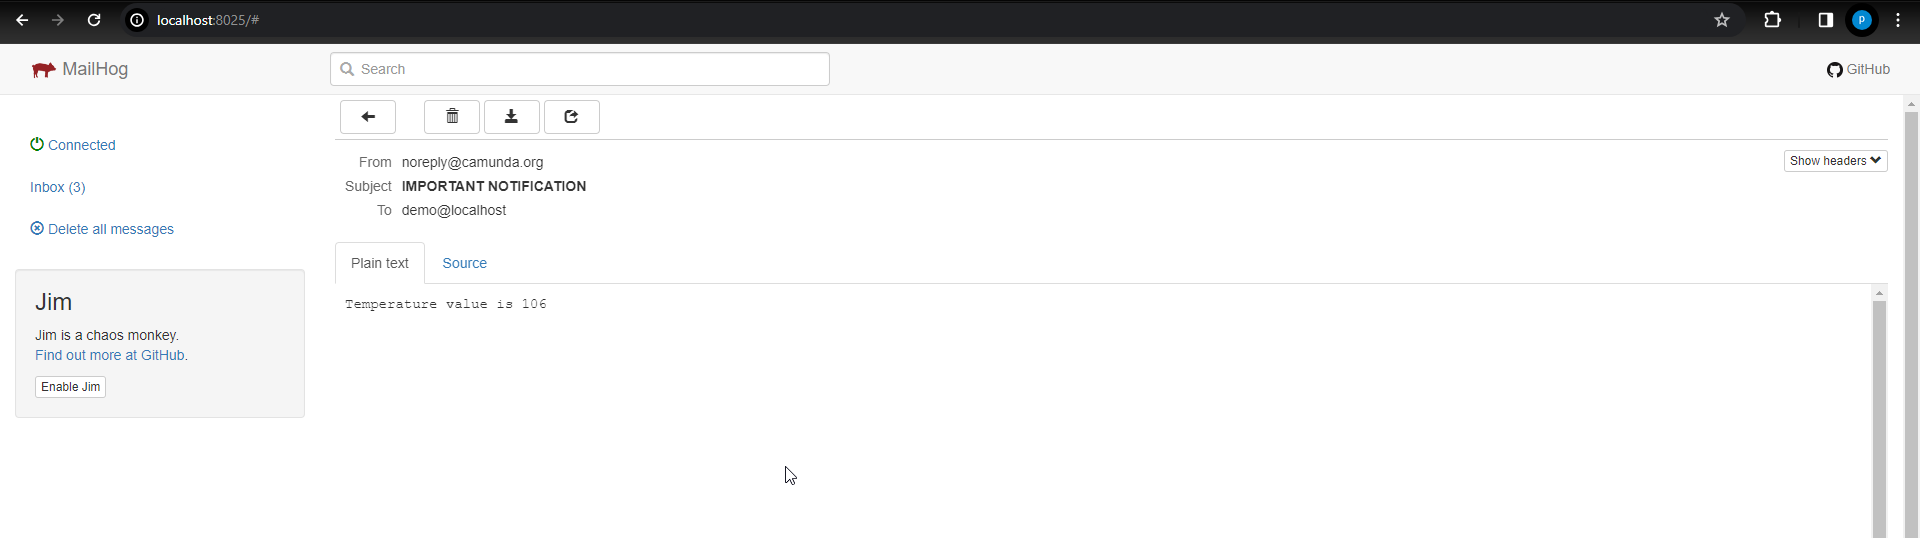 localhost:8025/#
P
MailHog
Search
GitHub
Connected
Inbox (3)
Delete all messages
Jim
Jim is a chaos monkey.
Find out more at GitHub.
Enable Jim
From noreply@camunda.org
Show headers
Subject IMPORTANT NOTIFICATION
To demo@localhost
Plain text Source
Temperature value is 106